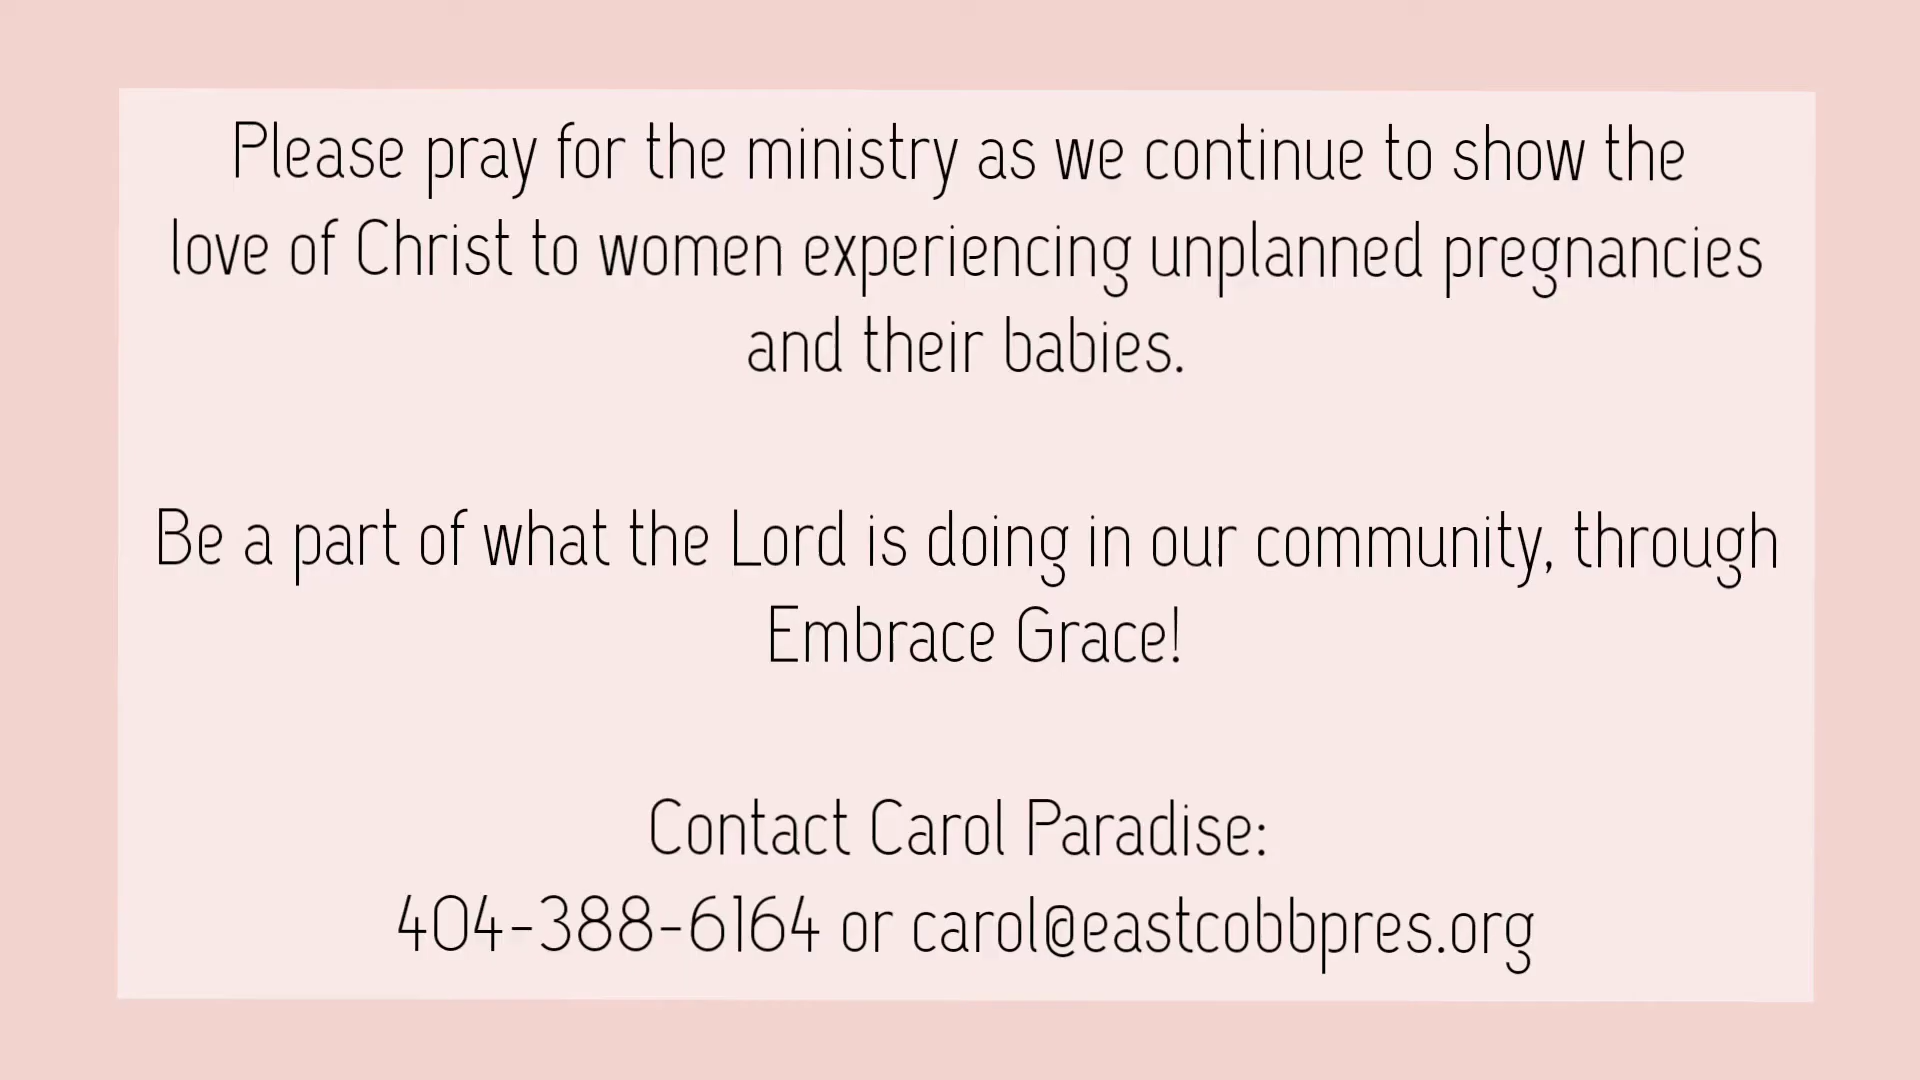 Please pray for the ministry as we continue to show the
love of Christ to women experiencing unplanned pregnancies
and their babies.
Be a part of what the Lord is doing in our community, through
Embrace Grace!
Contact Carol Paradise:
404-388-6164 or carol@eastcobbpres.org